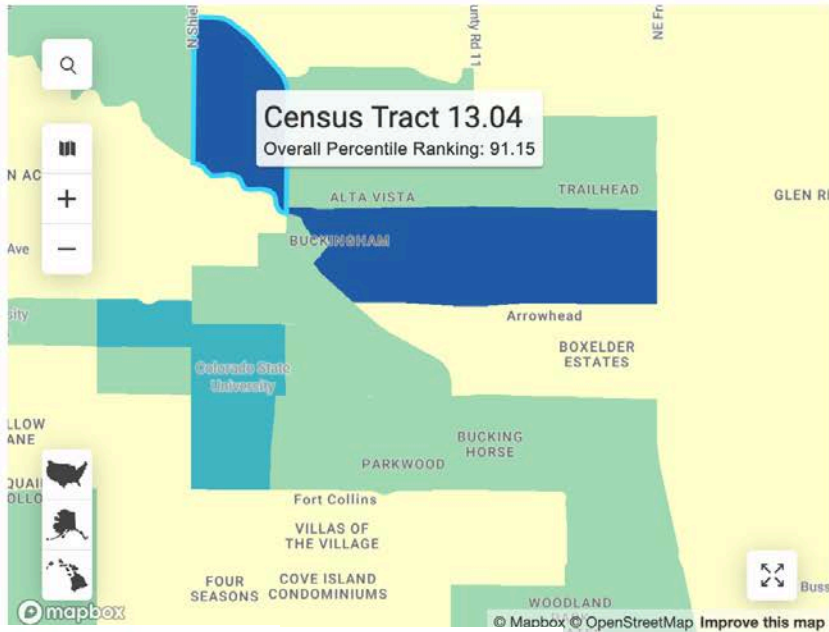 N Shiel
unty Rd 11
NE Fr
Census Tract 13.04
Overall Percentile Ranking: 91.15
N AC
ALTA VISTA
TRAILHEAD
GLEN RI
Ave
BUCKINGHAM
sity
Arrowhead
BOXELDER
ESTATES
Colorado State
University
LLOW
ANE
BUCKING
HORSE
PARKWOOD
QUAI
OLLO
Fort Collins
VILLAS OF
THE VILLAGE
FOUR
SEASONS
COVE ISLAND
CONDOMINIUMS
WOODLAND
Buss
mapbox
© Mapbox © OpenStreetMap Improve this map